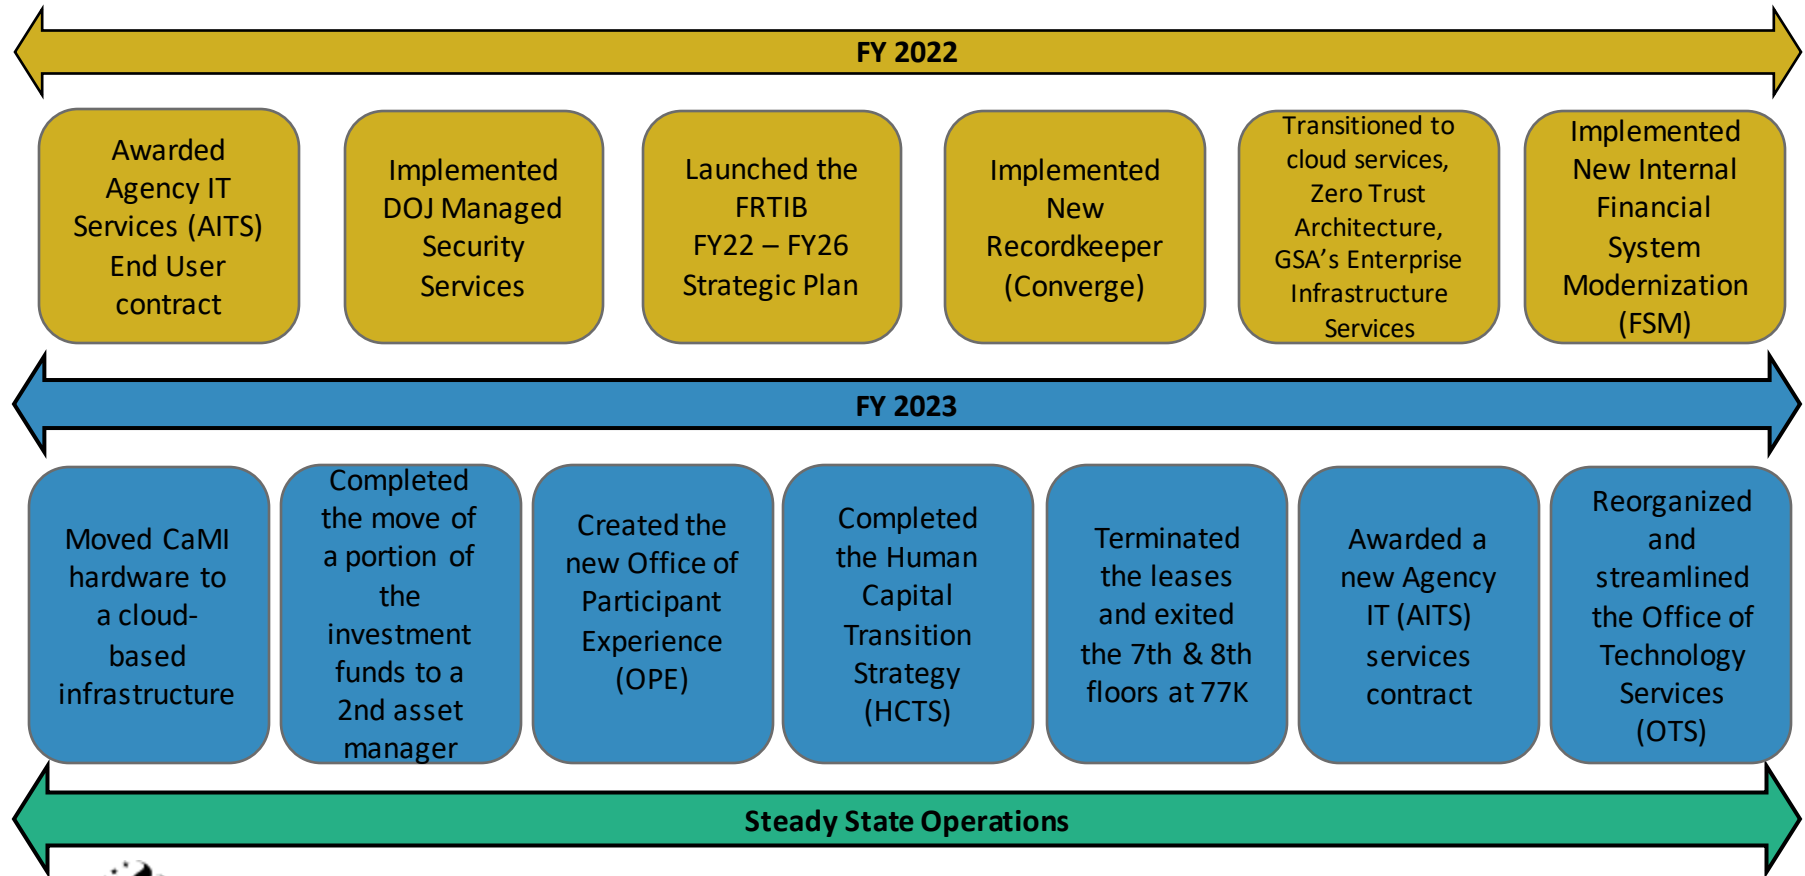 FY 2022
Awarded
Agency IT
Services (AITS)
End User
contract
Implemented
DOJ Managed
Security
Services
Launched the
FRTIB
FY22 – FY26
Strategic Plan
Implemented
New
Recordkeeper
(Converge)
Transitioned to
cloud services,
Zero Trust
Architecture,
GSA’s Enterprise
Infrastructure
Services
Implemented
New Internal
Financial
System
Modernization
(FSM)
FY 2023
Moved CaMI
hardware to
a cloud-
based
infrastructure
Completed
the move of
a portion of
the
investment
funds to a
2nd asset
manager
Created the
new Office of
Participant
Experience
(OPE)
Completed
the Human
Capital
Transition
Strategy
(HCTS)
Terminated
the leases
and exited
the 7th & 8th
floors at 77K
Awarded a
new Agency
IT (AITS)
services
contract
Reorganized
and
streamlined
the Office of
Technology
Services
(OTS)
Steady State Operations